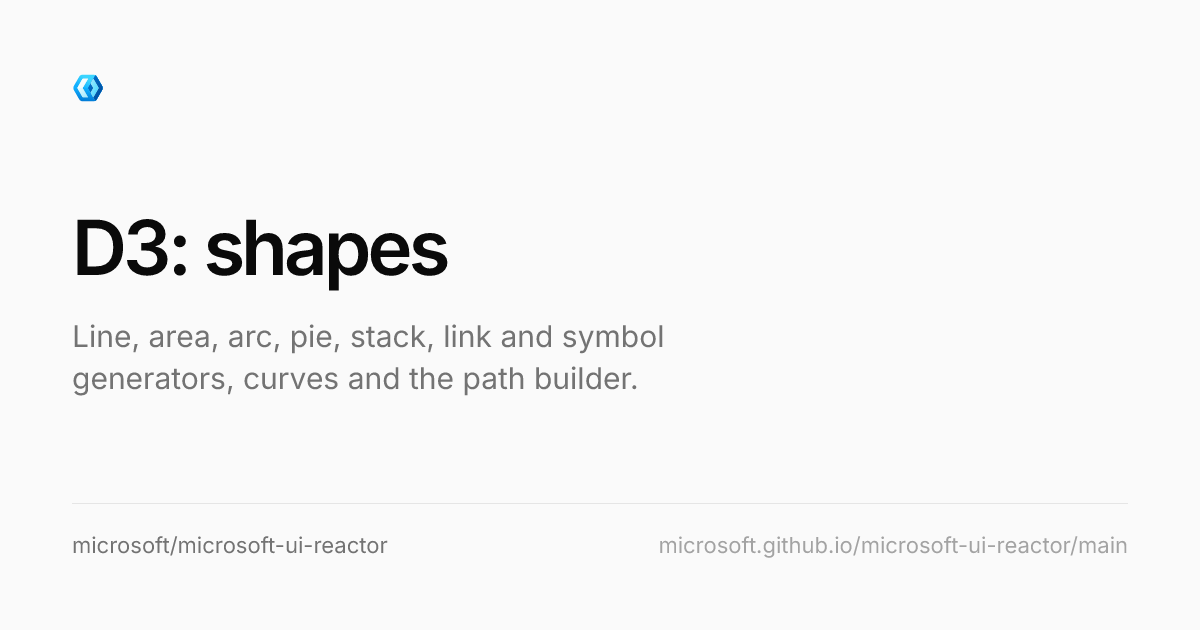 D3: shapes
Line, area, arc, pie, stack, link and symbol
generators, curves and the path builder.
microsoft/microsoft-ui-reactor
microsoft.github.io/microsoft-ui-reactor/main